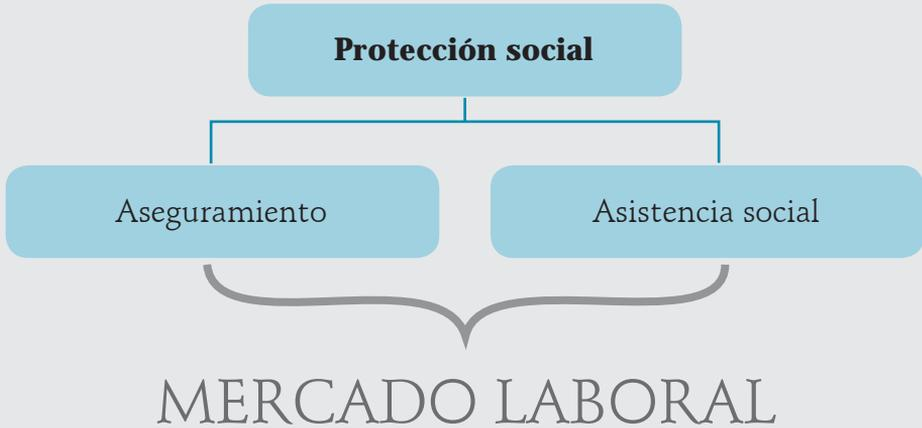 Protección social
Aseguramiento
Asistencia social
MERCADO LABORAL